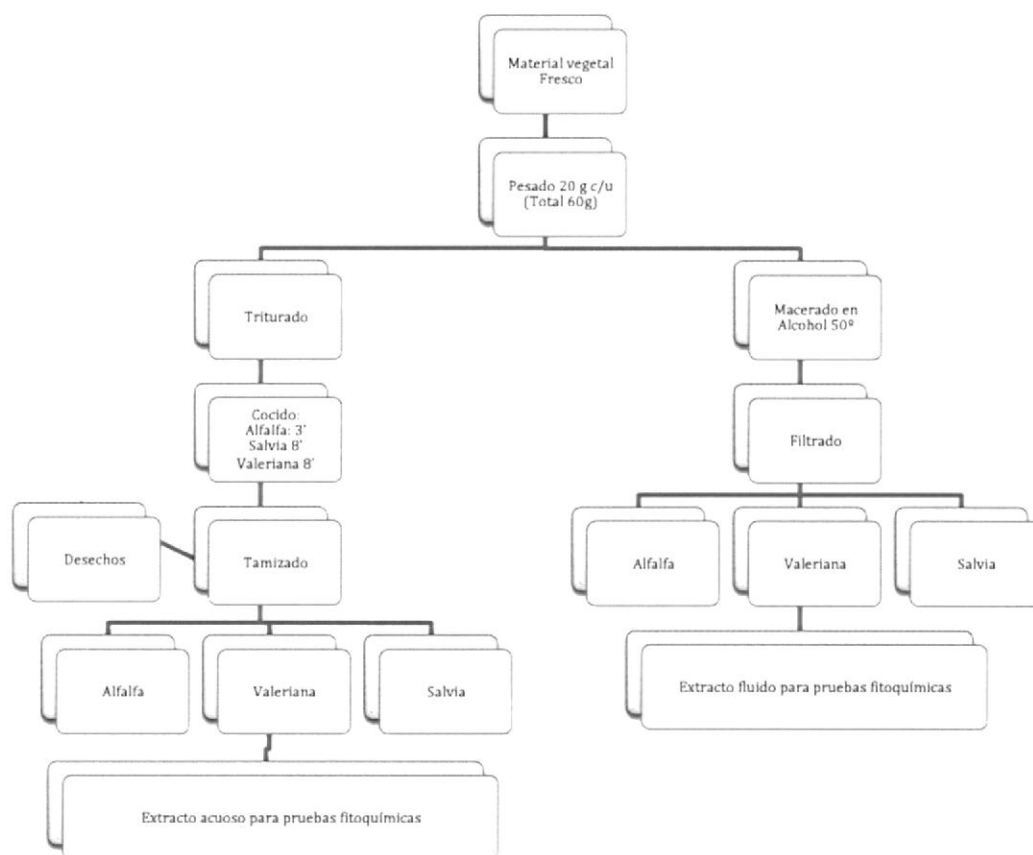 Material vegetal
Fresco
Pesado 20 g c/u
(Total 60g)
Triturado
Macerado en
Alcohol 50º
Cocido:
Alfalfa: 3'
Salvia 8'
Valeriana 8'
Filtrado
Desechos
Tamizado
Alfalfa
Valeriana
Salvia
Alfalfa
Valeriana
Salvia
Extracto fluido para pruebas fitoquímicas
Extracto acuoso para pruebas fitoquímicas